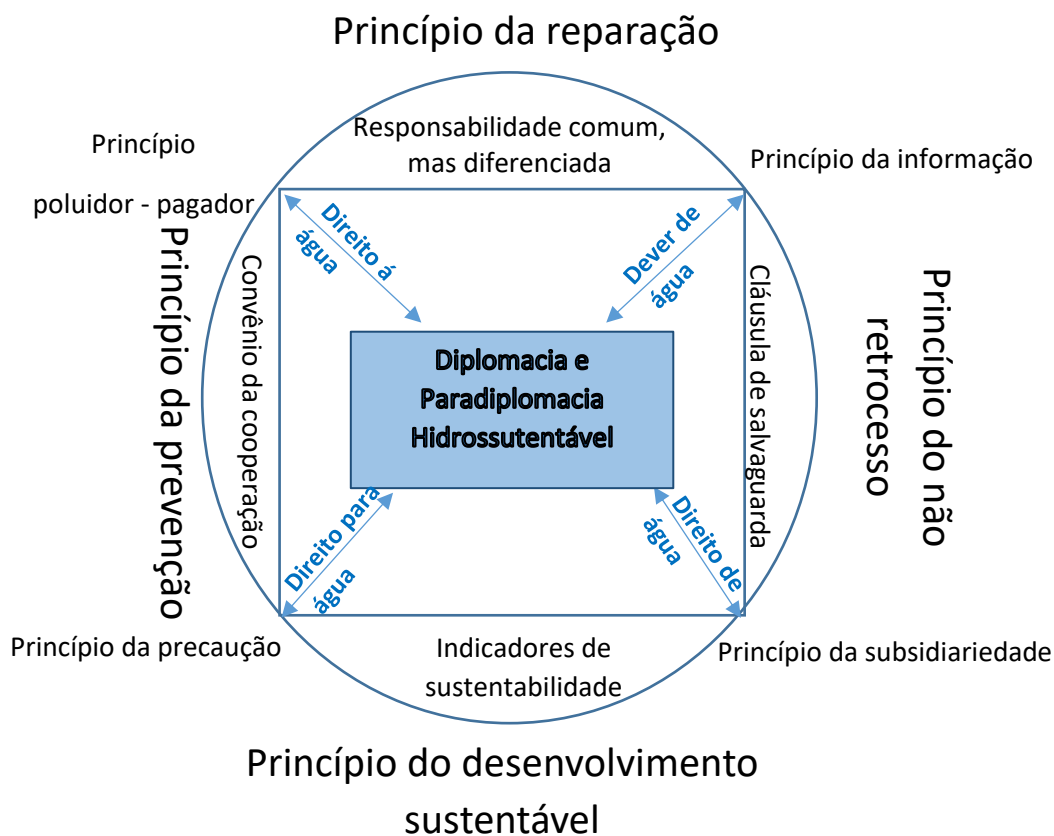 Princípio da reparação
Responsabilidade comum,
mas diferenciada
Princípio
poluidor - pagador
Princípio da informação
Direito á
água
Dever de
água
Princípio da prevenção
Convênio da cooperação
Diplomacia e
Paradiplomacia
Hidrossutentável
Cláusula de salvaguarda
Princípio do não
retrocesso
Direito para
água
Direito de
água
Princípio da precaução
Indicadores de
sustentabilidade
Princípio da subsidiariedade
Princípio do desenvolvimento
sustentável